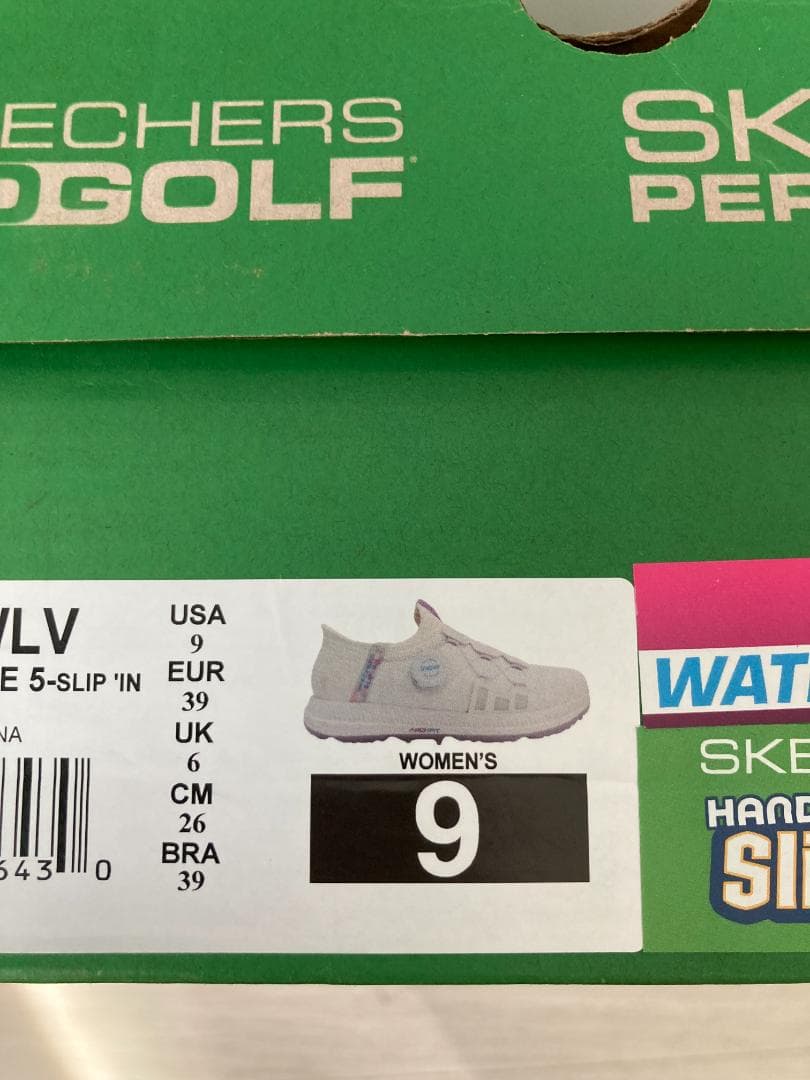 ECHERS
GOLF
SK
PER
/LV
E 5-SLIP 'IN
NA
643 0
USA
9
EUR
39
UK
6
CM
26
BRA
39
WOMEN'S
9
WAT
SKE
HAND
Sli